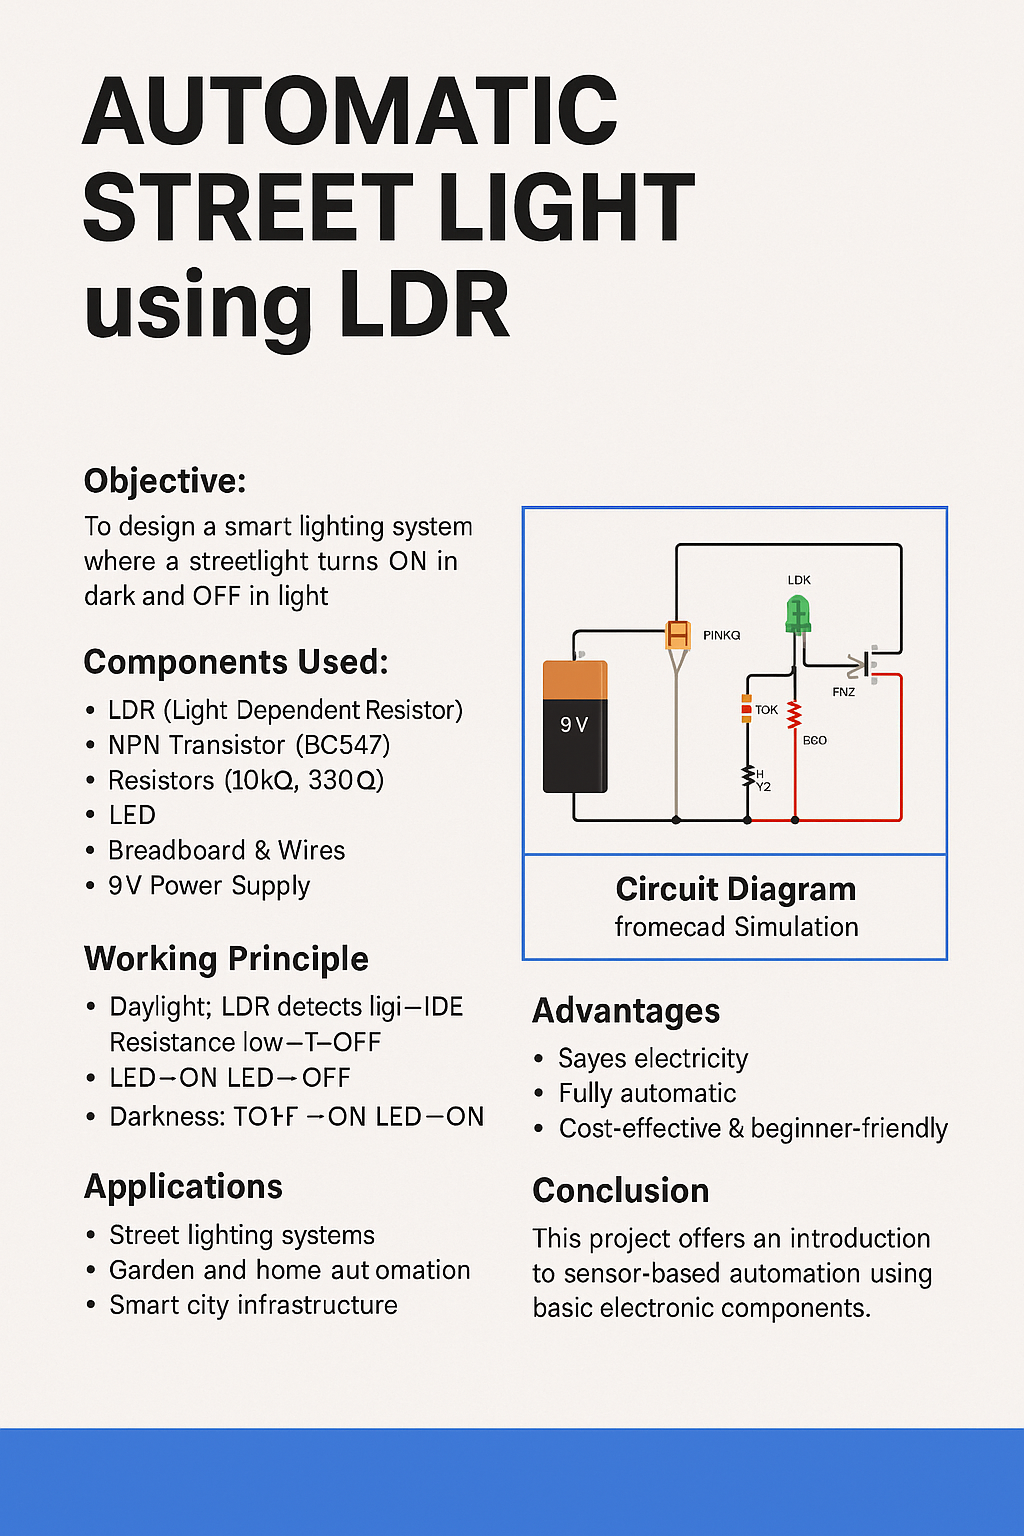 AUTOMATIC
STREET LIGHT
using LDR
Objective:
To design a smart lighting system
where a streetlight turns ON in
dark and OFF in light
Components Used:
• LDR (Light Dependent Resistor)
• NPN Transistor (BC547)
• Resistors (10kQ, 330Q)
• LED
• Breadboard & Wires
• 9V Power Supply
Working Principle
• Daylight; LDR detects ligi–IDE
Resistance low–T–OFF
• LED→ON LED→OFF
• Darkness: →ON LED–ON
Applications
• Street lighting systems
• Garden and home aut omation
• Smart city infrastructure
LDK
PINKQ
FNZ
9V
TOK
H
Y2
Circuit Diagram
fromecad Simulation
Advantages
• Sayes electricity
• Fully automatic
• Cost-effective & beginner-friendly
Conclusion
This project offers an introduction
to sensor-based automation using
basic electronic components.